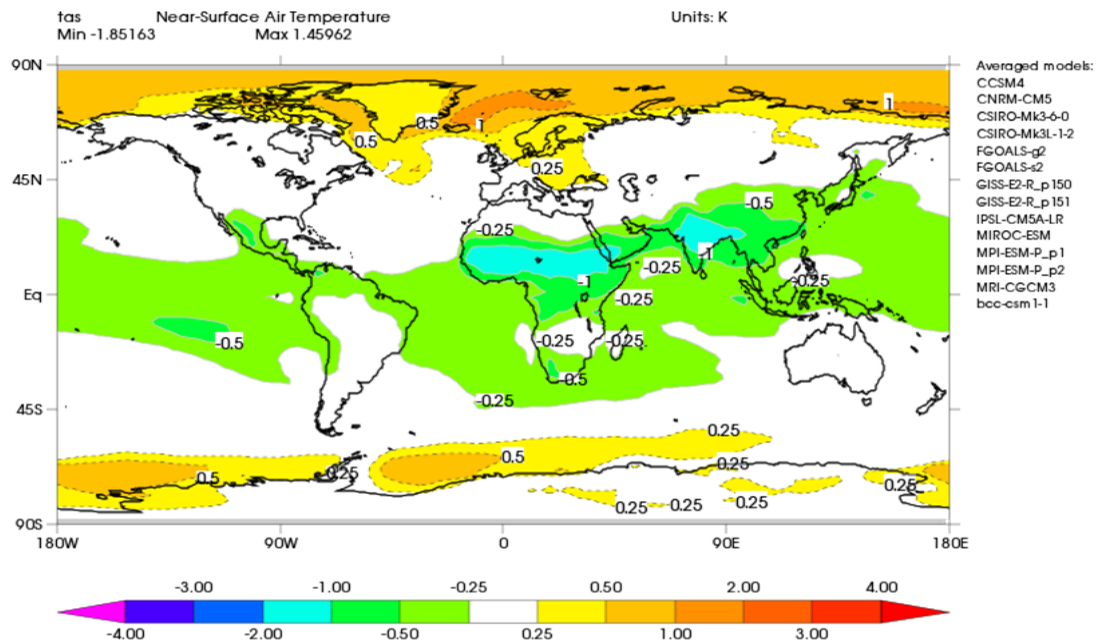 tas Near-Surface Air Temperature Units: K
Min -1.85163 Max 1.45962
90N
45N
Eq
45S
90S
180W 90W 0 90E 180E
1
0.5
1
0.5
0.25
-0.5
-0.25
-1
-0.25
-0.25
-1
-0.25
-0.5
-0.25
-0.25
-0.5
-0.25
0.25
0.5
0.25
0.5
0.25
0.25
0.25
0.25
0.25
Averaged models:
CCSM4
CNRM-CM5
CSIRO-Mk3-6-0
CSIRO-Mk3L-1-2
FGOALS-g2
FGOALS-s2
GISS-E2-R_p150
GISS-E2-R_p151
IPSL-CM5A-LR
MIROC-ESM
MPI-ESM-P_p1
MPI-ESM-P_p2
MRI-CGCM3
bcc-csm1-1
-3.00 -1.00 -0.25 0.50 2.00 4.00
-4.00 -2.00 -0.50 0.25 1.00 3.00